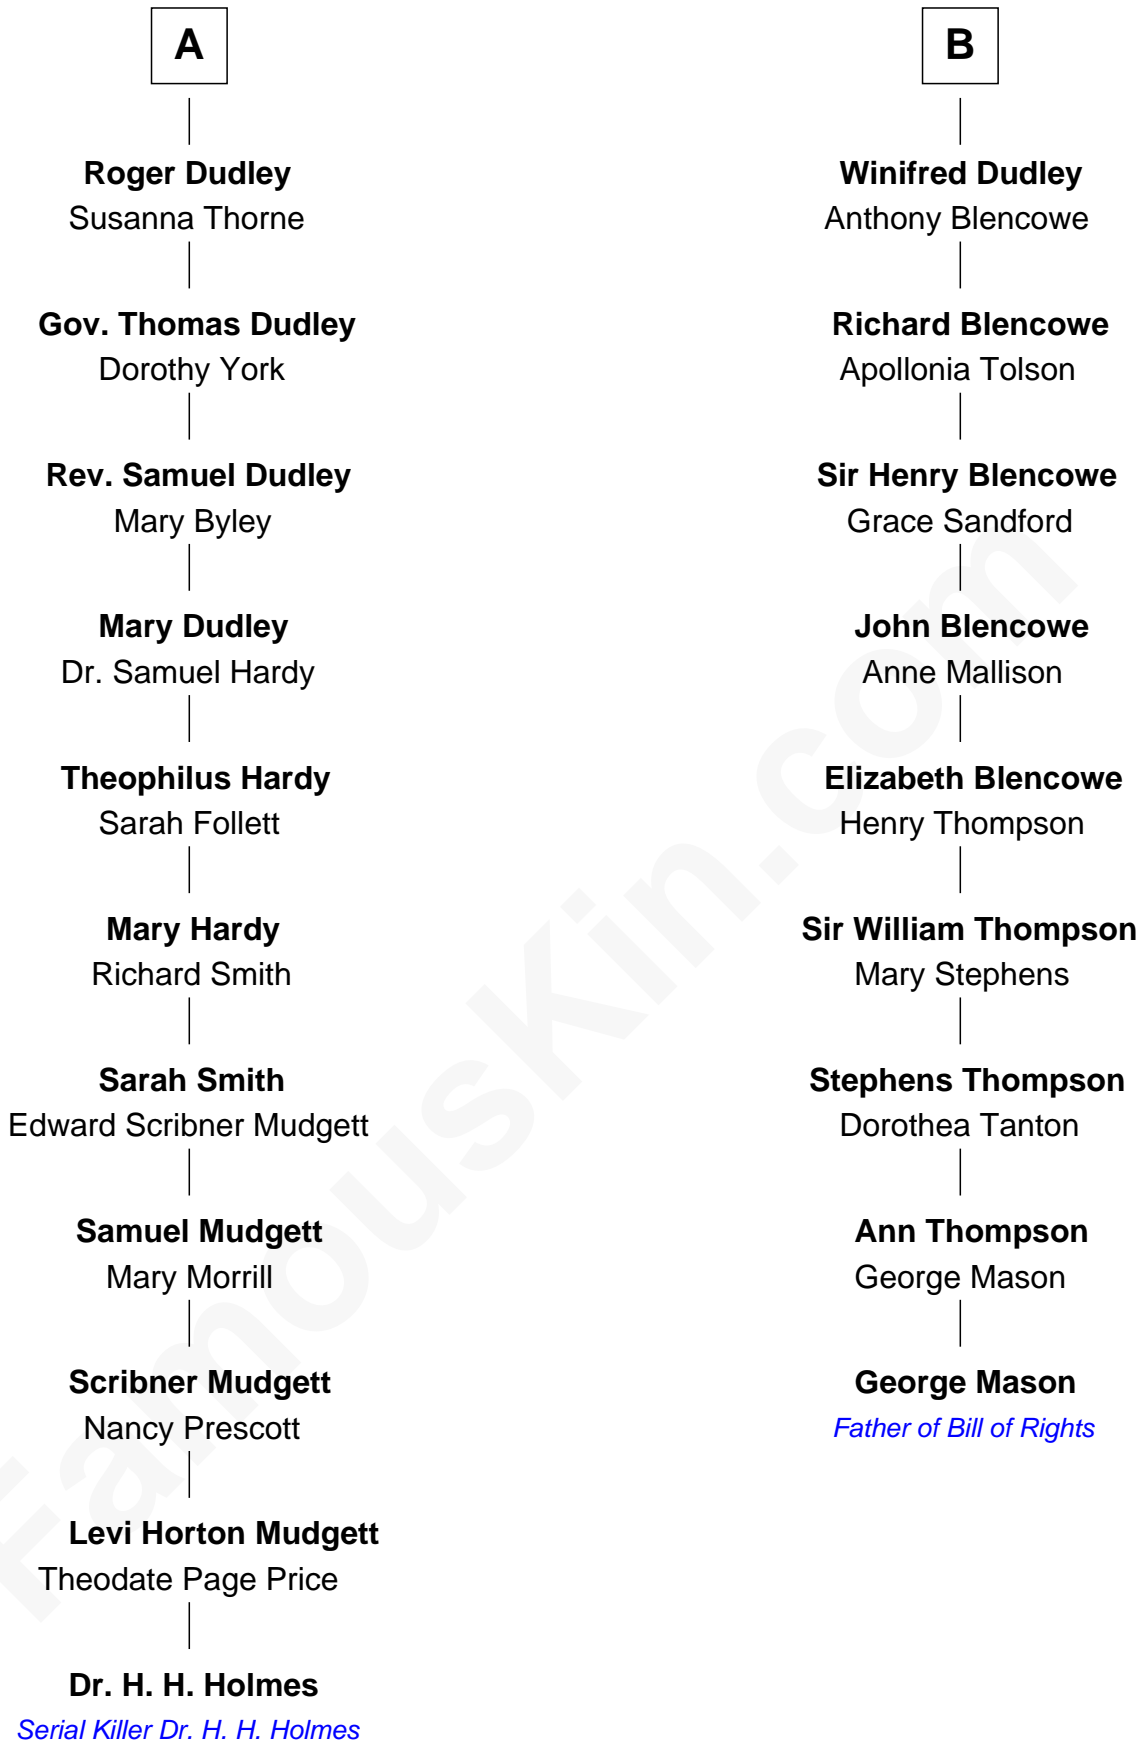 A
Roger Dudley
Susanna Thorne
Gov. Thomas Dudley
Dorothy York
Rev. Samuel Dudley
Mary Byley
Mary Dudley
Dr. Samuel Hardy
Theophilus Hardy
Sarah Follett
Mary Hardy
Richard Smith
Sarah Smith
Edward Scribner Mudgett
Samuel Mudgett
Mary Morrill
Scribner Mudgett
Nancy Prescott
Levi Horton Mudgett
Theodate Page Price
Dr. H. H. Holmes
Serial Killer Dr. H. H. Holmes
B
Winifred Dudley
Anthony Blencowe
Richard Blencowe
Apollonia Tolson
Sir Henry Blencowe
Grace Sandford
John Blencowe
Anne Mallison
Elizabeth Blencowe
Henry Thompson
Sir William Thompson
Mary Stephens
Stephens Thompson
Dorothea Tanton
Ann Thompson
George Mason
George Mason
Father of Bill of Rights
FamousKin.com